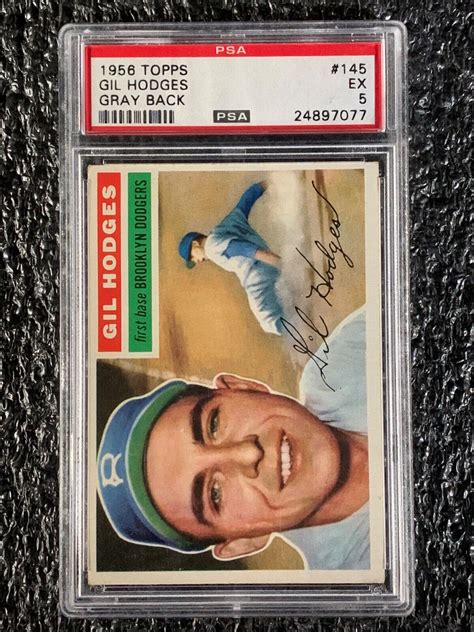 PSA
1956 TOPPS #145
GIL HODGES EX
GRAY BACK 5
PSA 24897077
GIL HODGES
first base BROOKLYN DODGERS
Gil Hodges
B